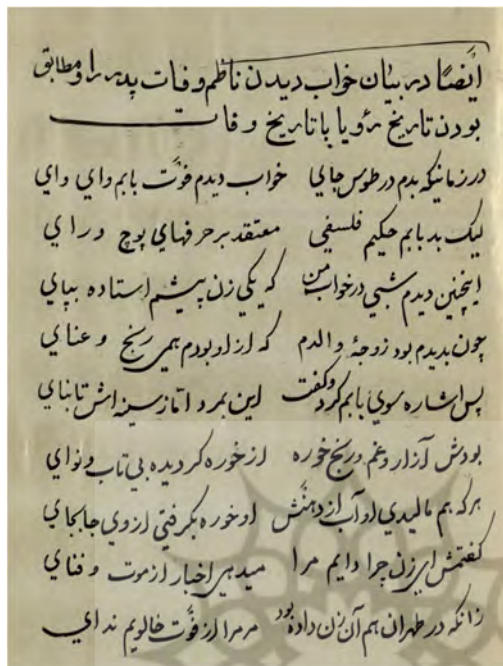 ایضا در بیان خواب دیدن ناظم وفات پدر را و مطابق
بودن تاریخ رؤیا با تاریخ وفات
در زمانیکه بدم در طوس جای خواب دیدم فوت بابم وای وای
لیک بد بابم حکیم فلسفی معتقد بر حرفهای پوچ و رای
اینچنین دیدم شبی در خواب من که یکی زن پیشم استاده بپای
چون بدیدم بود زوجهٔ والدم که از او بودم همی رنج و عنای
پس اشاره سوی بابم کرد و گفت این بمرد اما ز سینه اش تا بنای
بودش آزار و غم و رنج خوره از خوره گردیده بی تاب و نوای
هر که هم مالیدی او آب از دهنش او خوره بگرفتی از وی جابجای
گفتمش ای زن چرا دایم مرا میدهی اخبار از موت و فنای
زانکه در طهران هم آن زن داده بود مر مرا از فوت خالویم ندای